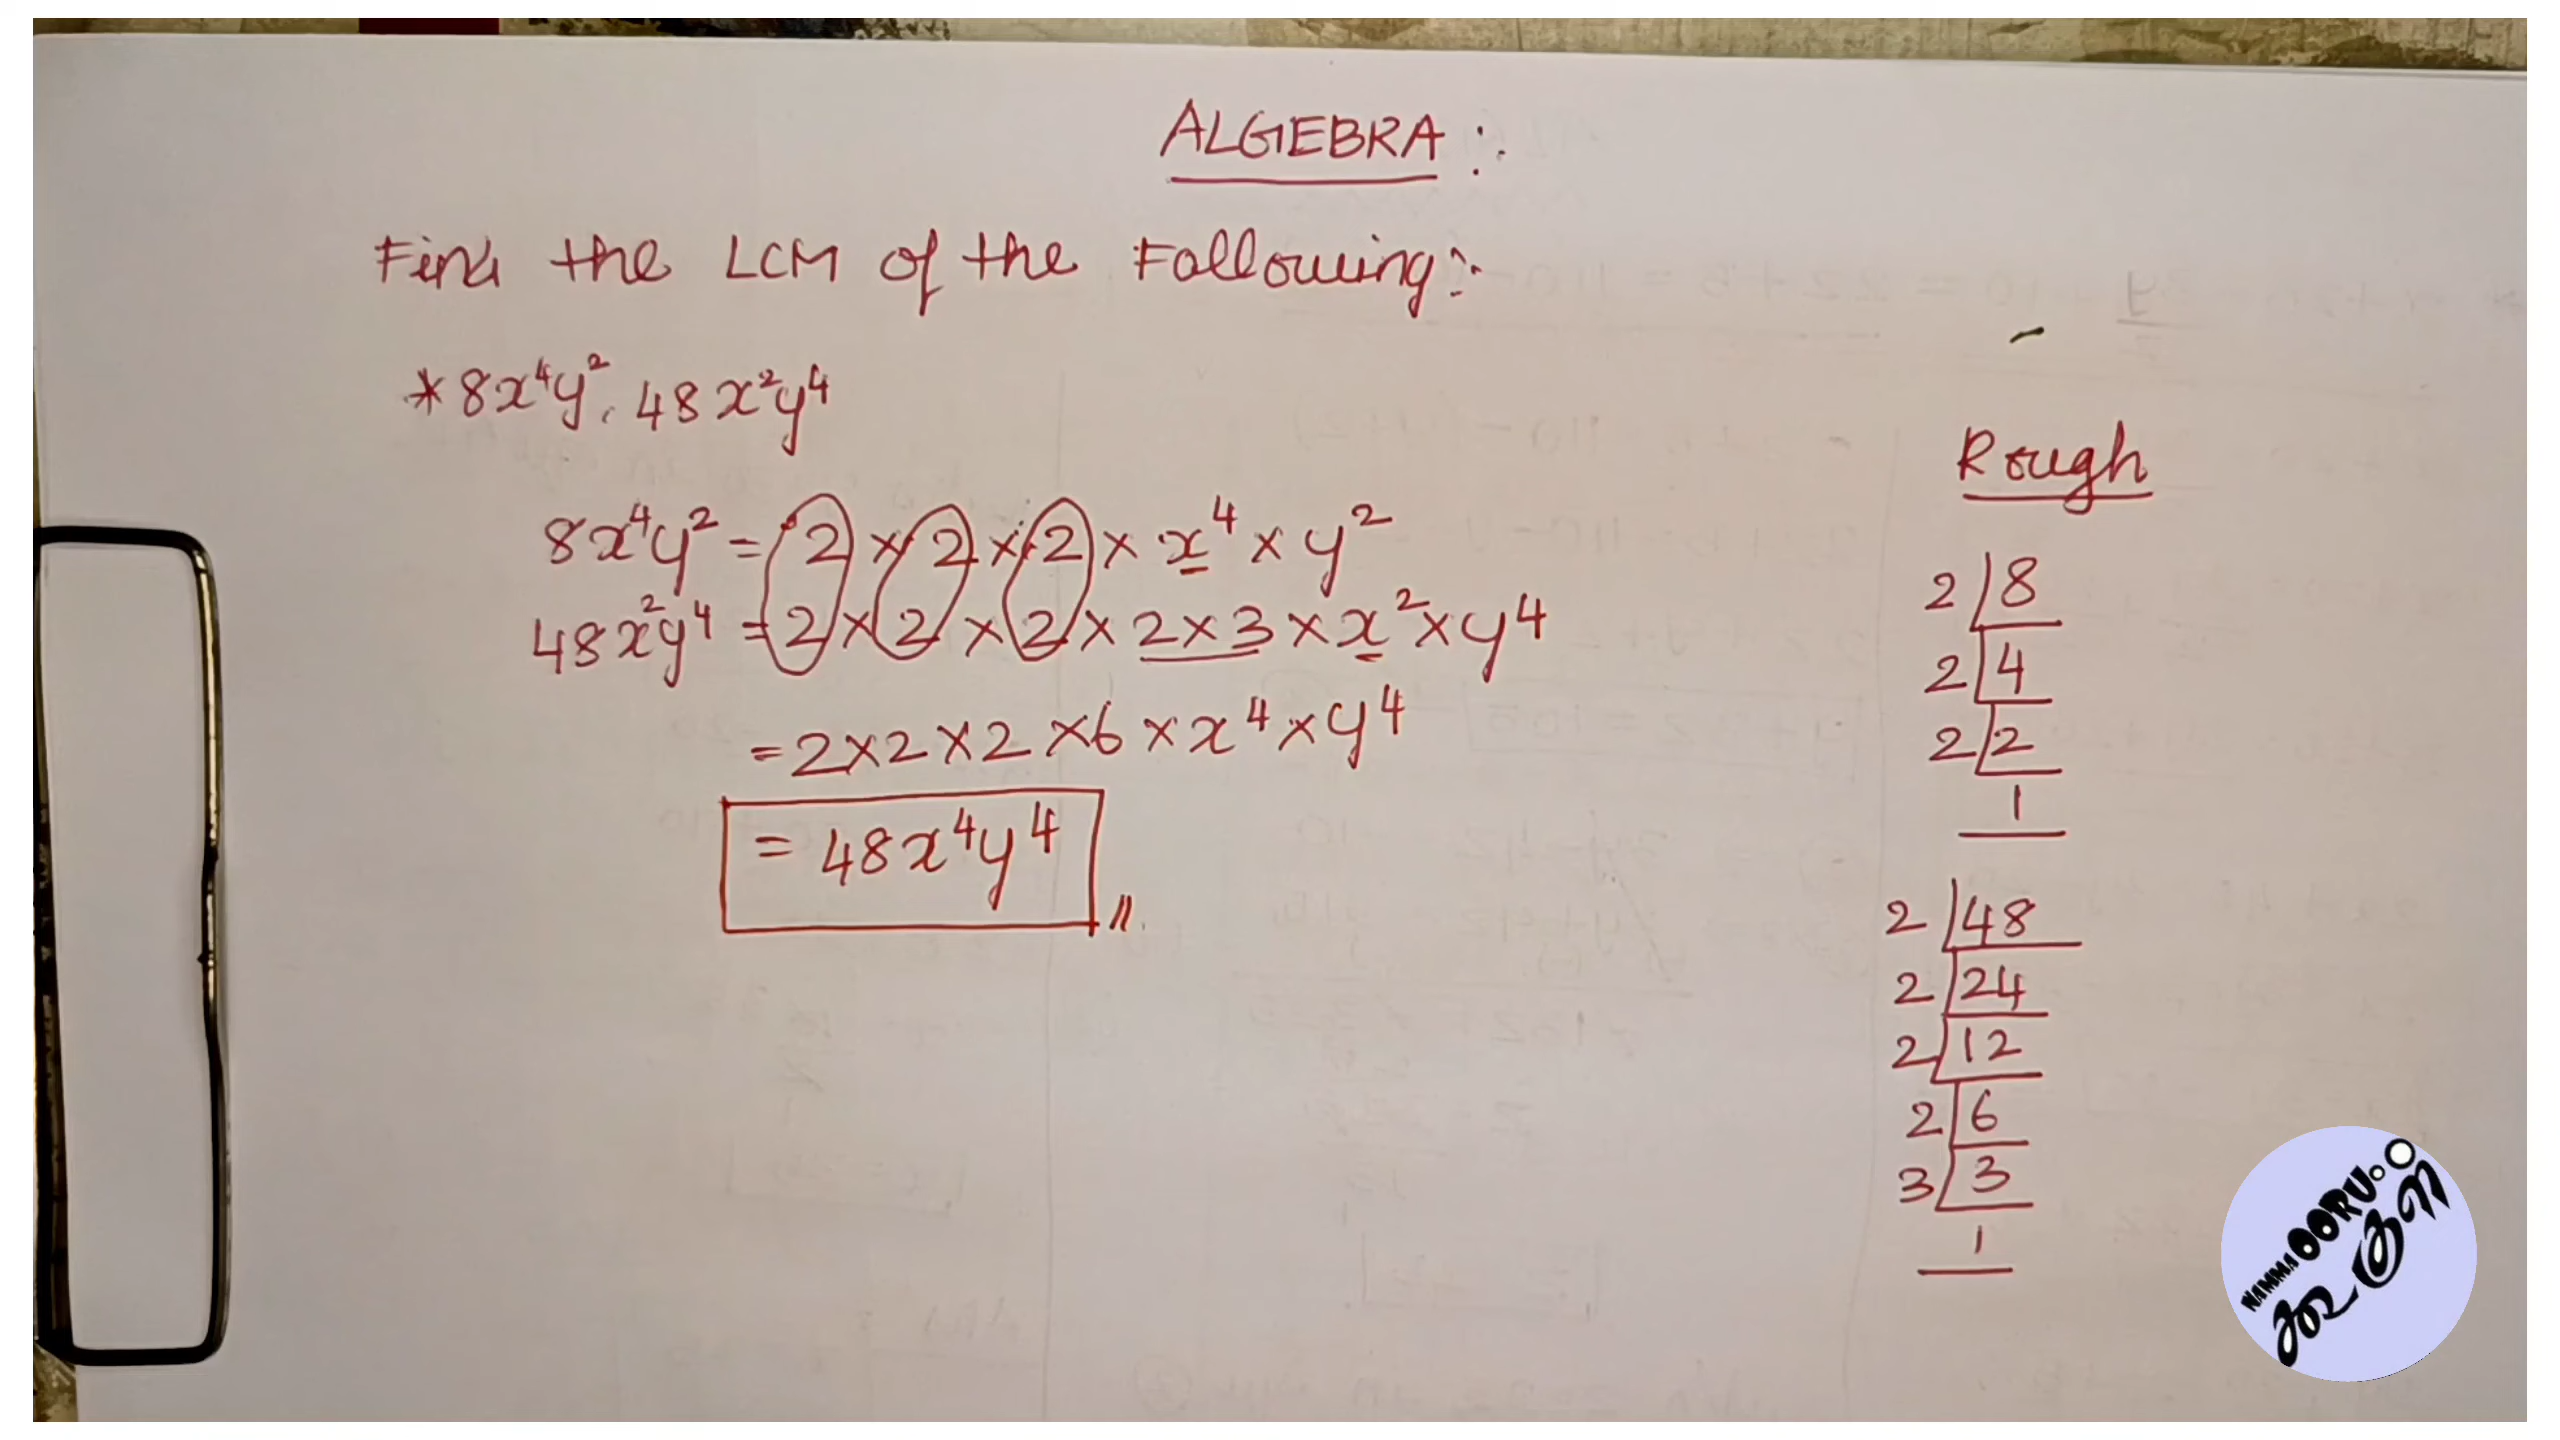 ALGEBRA :-
Find the LCM of the Following:-
* 8x⁴y², 48x²y⁴
8x⁴y² = 2 × 2 × 2 × x⁴ × y²
48x²y⁴ = 2 × 2 × 2 × 2 × 3 × x² × y⁴
= 2 × 2 × 2 × 6 × x⁴ × y⁴
= 48x⁴y⁴ //.
Rough
2 | 8
2 | 4
2 | 2
1
2 | 48
2 | 24
2 | 12
2 | 6
3 | 3
1
NAMMA OORU